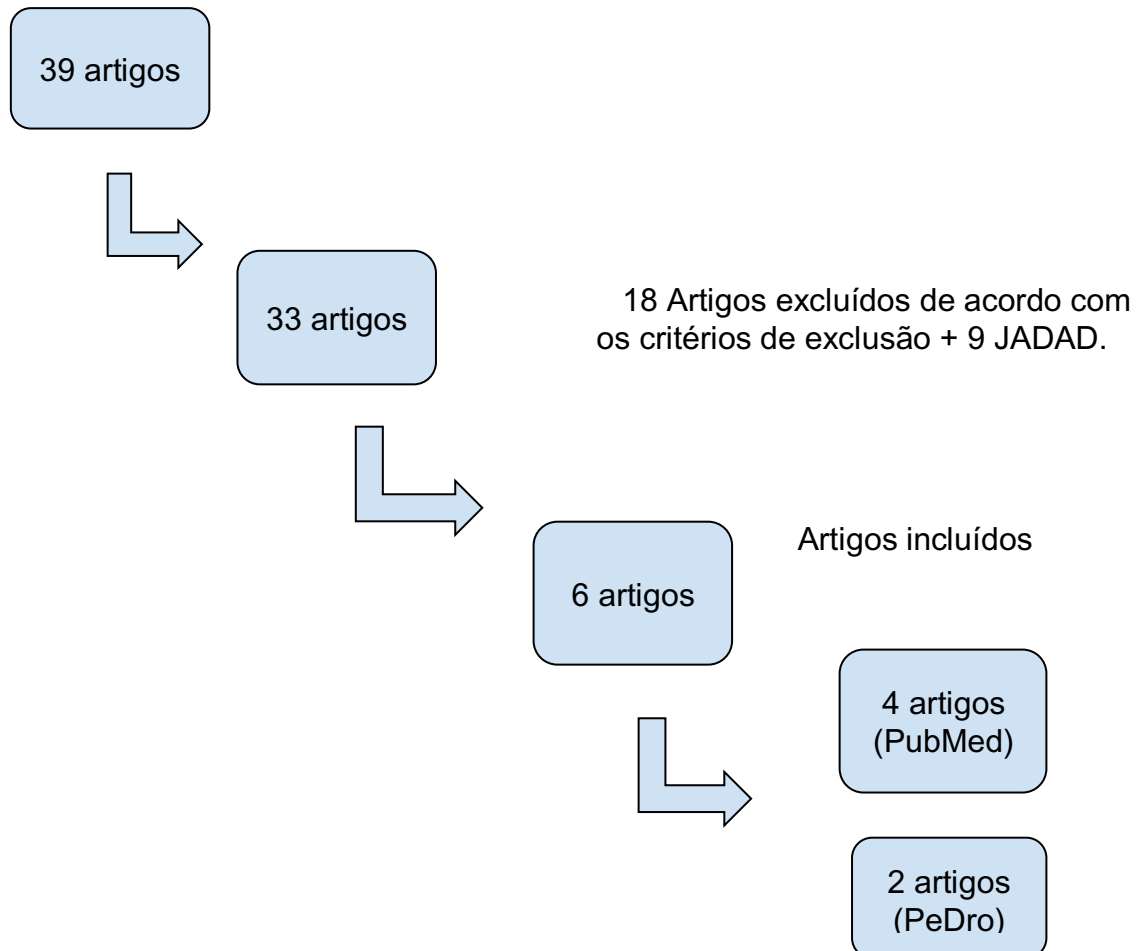 39 artigos
33 artigos
18 Artigos excluídos de acordo com
os critérios de exclusão + 9 JADAD.
Artigos incluídos
6 artigos
4 artigos
(PubMed)
2 artigos
(PeDro)